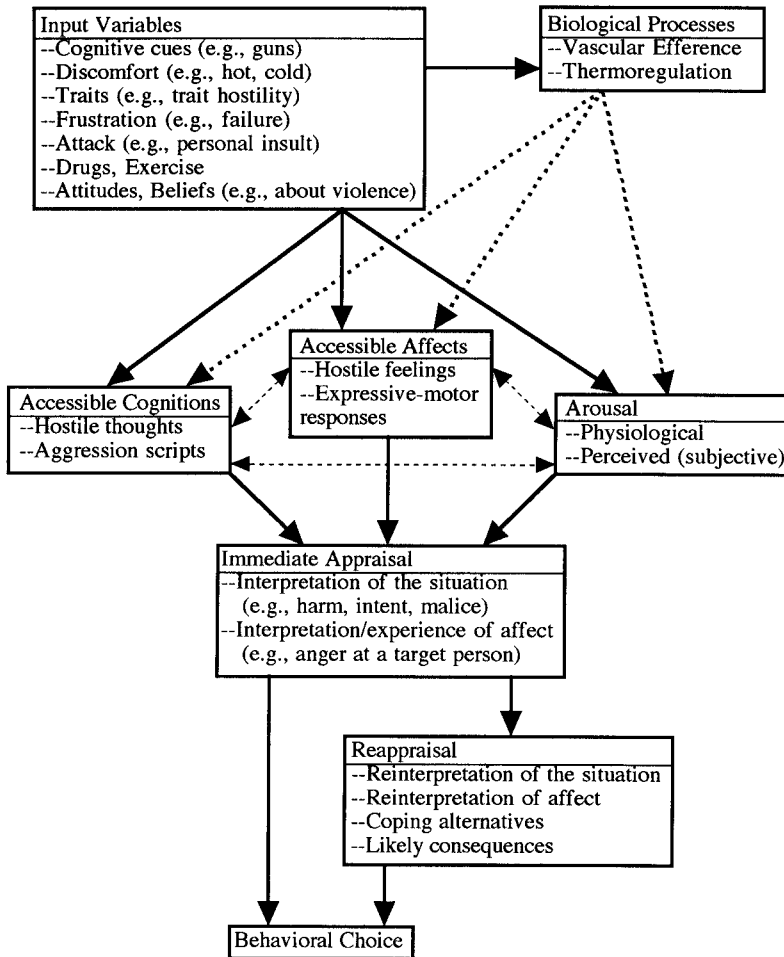 Input Variables
--Cognitive cues (e.g., guns)
--Discomfort (e.g., hot, cold)
--Traits (e.g., trait hostility)
--Frustration (e.g., failure)
--Attack (e.g., personal insult)
--Drugs, Exercise
--Attitudes, Beliefs (e.g., about violence)
Biological Processes
--Vascular Efference
--Thermoregulation
Accessible Affects
--Hostile feelings
--Expressive-motor
responses
Accessible Cognitions
--Hostile thoughts
--Aggression scripts
Arousal
--Physiological
--Perceived (subjective)
Immediate Appraisal
--Interpretation of the situation
(e.g., harm, intent, malice)
--Interpretation/experience of affect
(e.g., anger at a target person)
Reappraisal
--Reinterpretation of the situation
--Reinterpretation of affect
--Coping alternatives
--Likely consequences
Behavioral Choice